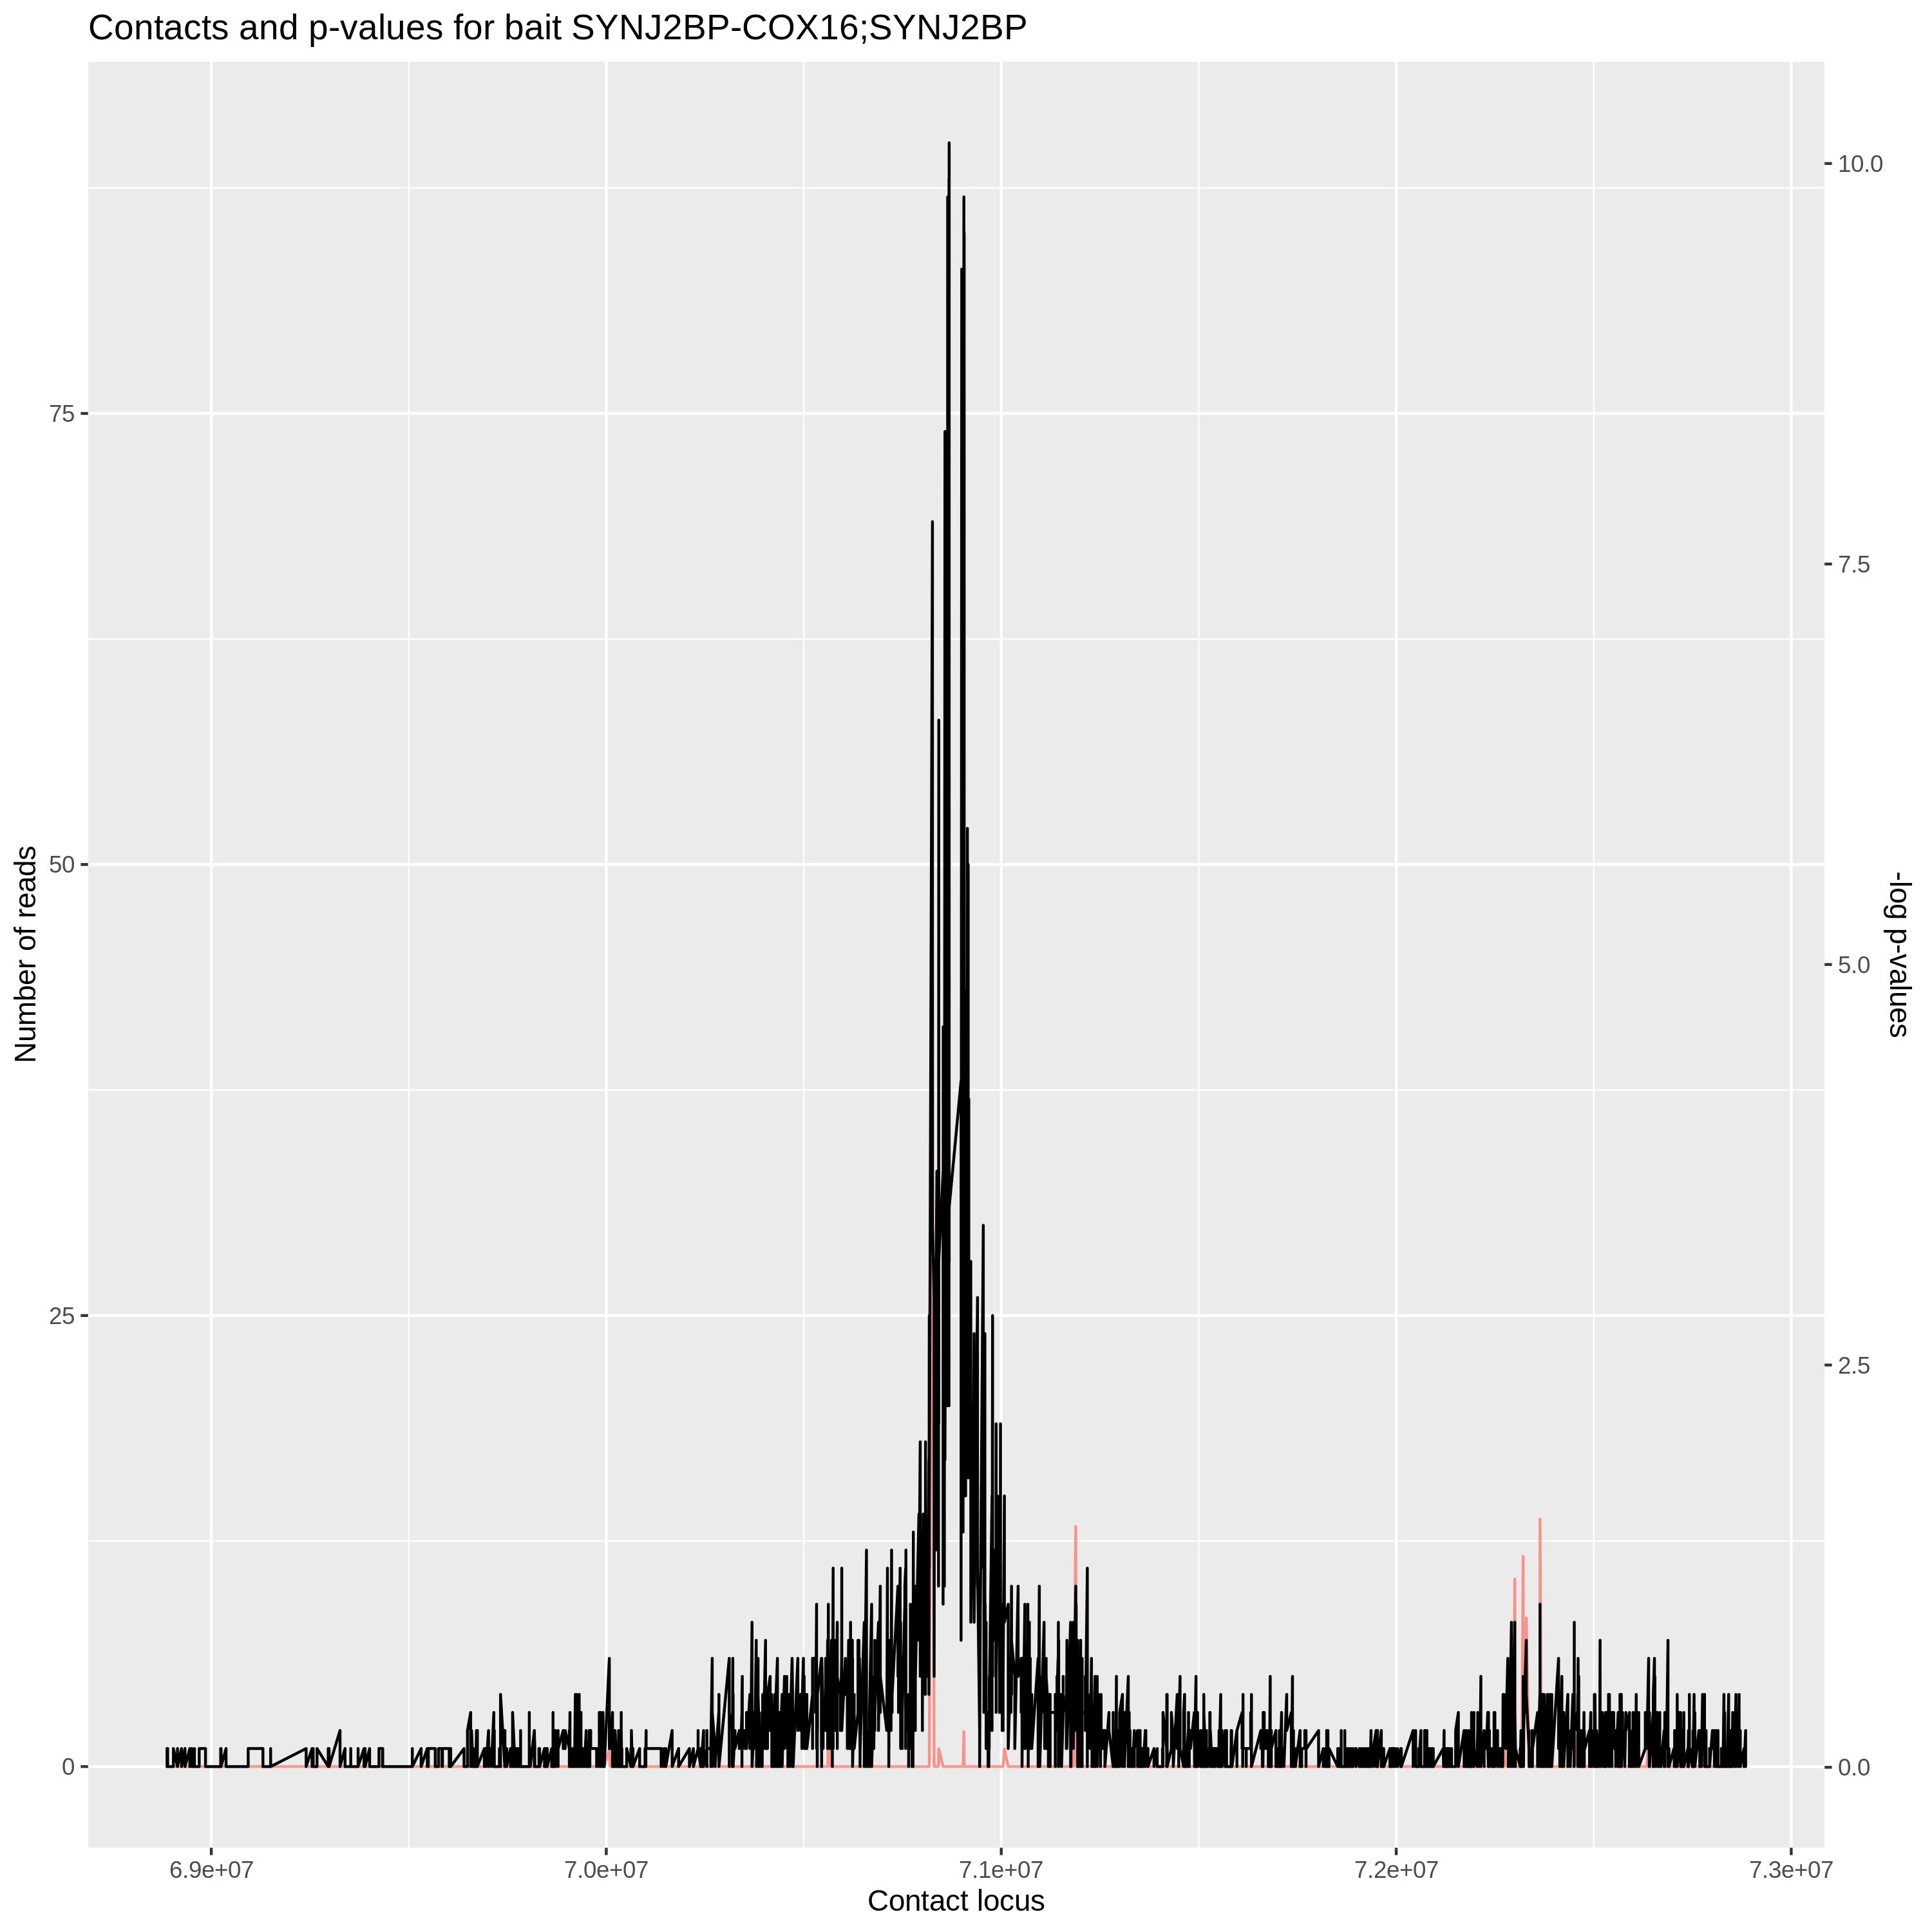 Contacts and p-values for bait SYNJ2BP-COX16;SYNJ2BP
Number of reads
75
50
25
0
10.0
7.5
5.0
2.5
0.0
-log p-values
6.9e+07
7.0e+07
7.1e+07
7.2e+07
7.3e+07
Contact locus